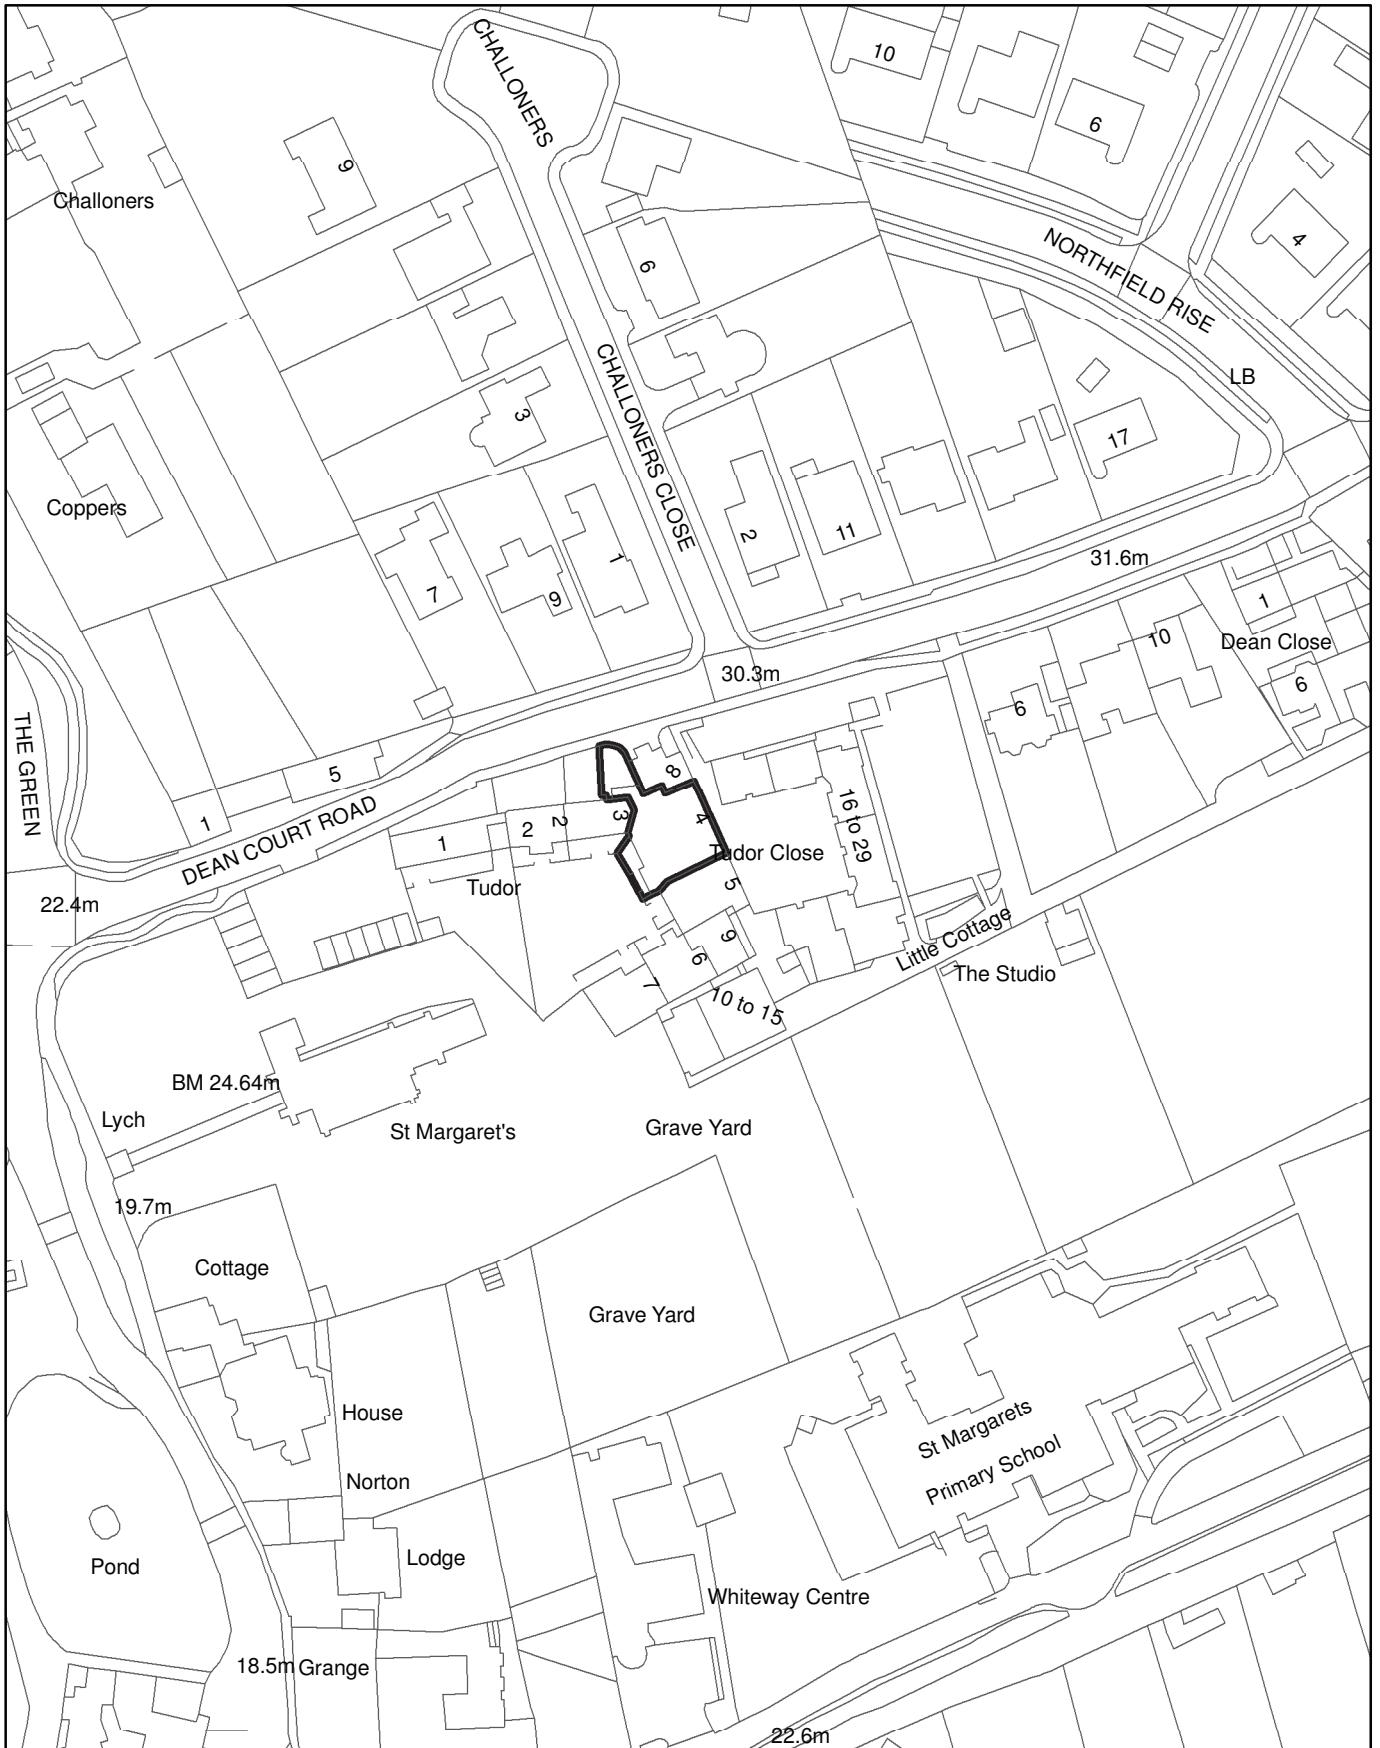 CHALLONERS
10
6
9
Challoners
4
6
NORTHFIELD RISE
LB
CHALLONERS CLOSE
3
17
Coppers
2
11
1
31.6m
7
9
1
10
Dean Close
30.3m
6
6
THE GREEN
5
8
1
DEAN COURT ROAD
16 to 29
3
4
2
2
1
Tudor Close
Tudor
5
22.4m
9
Little Cottage
6
The Studio
7
10 to 15
BM 24.64m
Lych
St Margaret's
Grave Yard
19.7m
Cottage
Grave Yard
House
St Margarets
Primary School
Norton
Pond
Lodge
Whiteway Centre
18.5m
Grange
22.6m